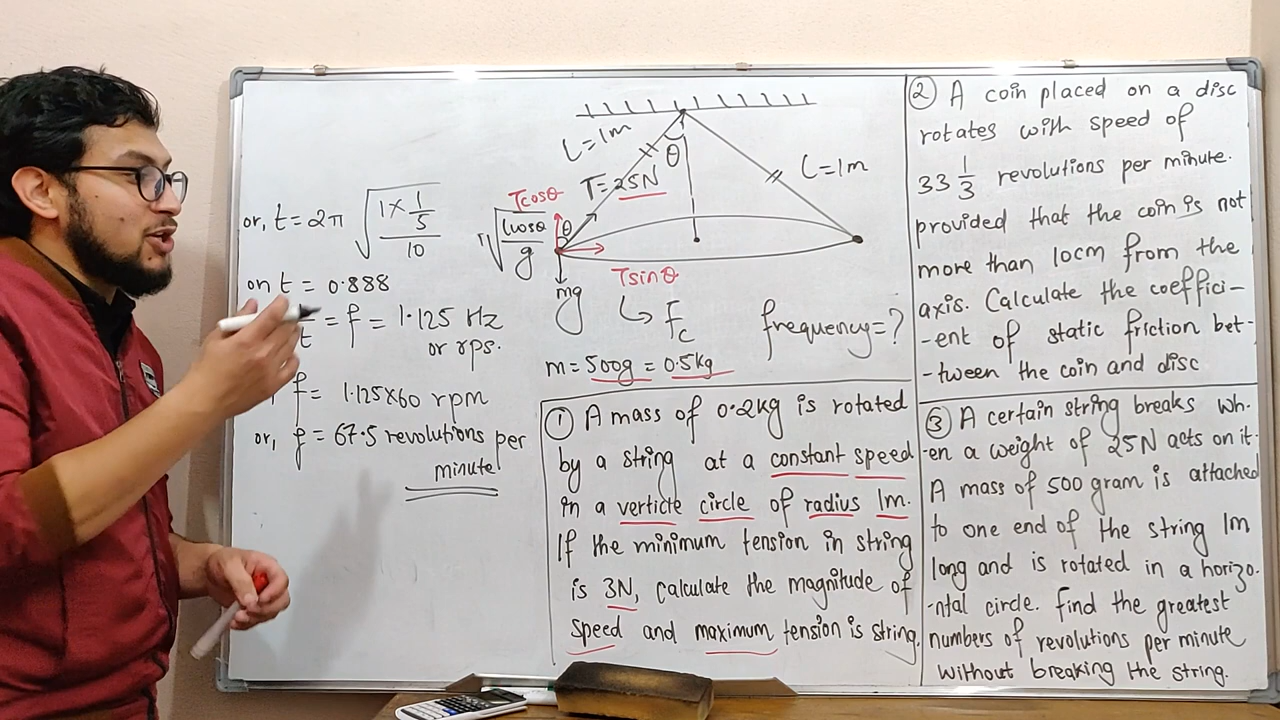 or, t = 2π √(1 × 1/5 / 10)
or t = 0.888
t = f = 1.125 Hz
or rps.
f = 1.125×60 rpm
or, f = 67.5 revolutions per
minute
L=1m
θ
T=25N
L=1m
Tcosθ
√(lcosθ / g)
θ
Tsinθ
mg
Fc
frequency = ?
m = 500g = 0.5kg
① A mass of 0.2kg is rotated
by a string at a constant speed
in a verticle circle of radius 1m.
If the minimum tension in string
is 3N, calculate the magnitude of
speed and maximum tension is string.
② A coin placed on a disc
rotates with speed of
33 1/3 revolutions per minute.
provided that the coin is not
more than 10cm from the
axis. Calculate the coeffici-
-ent of static friction bet-
-tween the coin and disc
③ A certain string breaks wh-
-en a weight of 25N acts on it.
A mass of 500 gram is attached
to one end of the string 1m
long and is rotated in a horizo-
-ntal circle. find the greatest
numbers of revolutions per minute
without breaking the string.